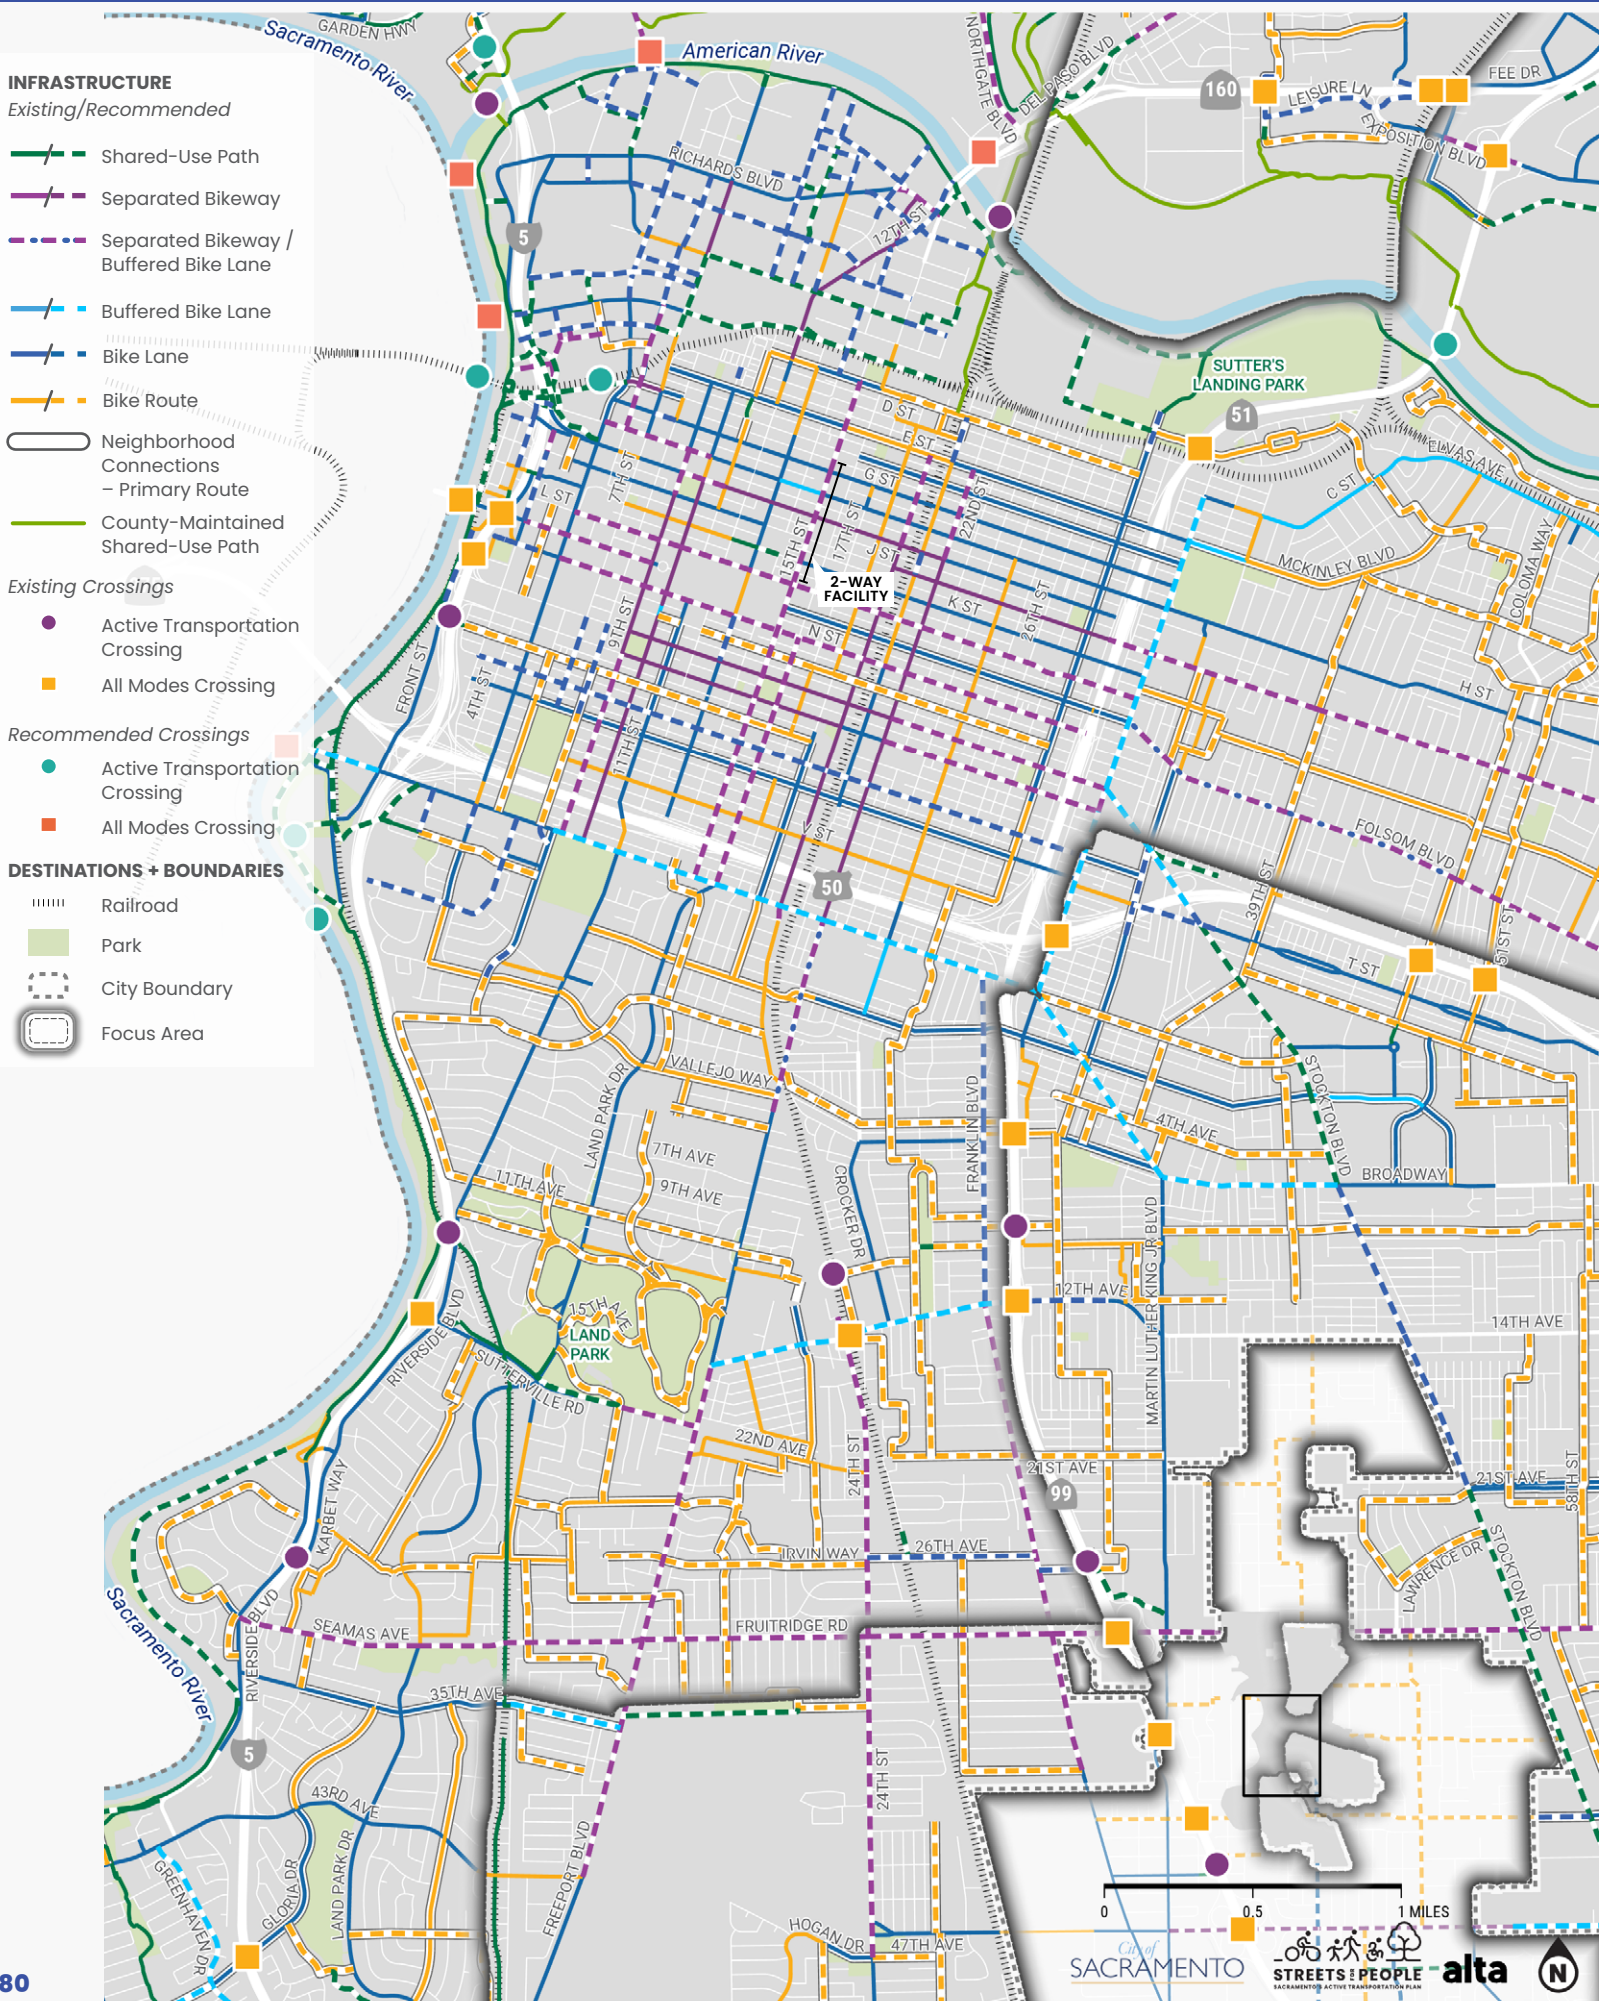 GARDEN HWY
Sacramento River
American River
NORTHGATE BLVD
DEL PASO BLVD
160
LEISURE LN
FEE DR
EXPOSITION BLVD
INFRASTRUCTURE
Existing/Recommended
Shared-Use Path
Separated Bikeway
Separated Bikeway /
Buffered Bike Lane
Buffered Bike Lane
Bike Lane
Bike Route
Neighborhood
Connections
– Primary Route
County-Maintained
Shared-Use Path
Existing Crossings
Active Transportation
Crossing
All Modes Crossing
Recommended Crossings
Active Transportation
Crossing
All Modes Crossing
DESTINATIONS + BOUNDARIES
Railroad
Park
City Boundary
Focus Area
RICHARDS BLVD
12TH ST
5
SUTTER'S
LANDING PARK
51
D ST
E ST
G ST
ELVAS AVE
C ST
7TH ST
L ST
15TH ST
17TH ST
22ND ST
J ST
2-WAY
FACILITY
MCKINLEY BLVD
COLOMA WAY
K ST
26TH ST
9TH ST
N ST
FRONT ST
4TH ST
H ST
11TH ST
V ST
FOLSOM BLVD
50
39TH ST
51ST ST
T ST
VALLEJO WAY
LAND PARK DR
FRANKLIN BLVD
STOCKTON BLVD
4TH AVE
7TH AVE
9TH AVE
11TH AVE
BROADWAY
CROCKER DR
MARTIN LUTHER KING JR BLVD
12TH AVE
15TH AVE
LAND
PARK
14TH AVE
RIVERSIDE BLVD
SUTTERVILLE RD
22ND AVE
24TH ST
21ST AVE
99
21ST AVE
58TH ST
KARBET WAY
IRVIN WAY
26TH AVE
LAWRENCE DR
STOCKTON BLVD
Sacramento River
RIVERSIDE BLVD
SEAMAS AVE
FRUITRIDGE RD
35TH AVE
5
24TH ST
43RD AVE
GREENHAVEN DR
GLORIA DR
LAND PARK DR
FREEPORT BLVD
HOGAN DR
47TH AVE
0
0.5
1 MILES
City of
SACRAMENTO
STREETS FOR PEOPLE
SACRAMENTO'S ACTIVE TRANSPORTATION PLAN
alta
N
80